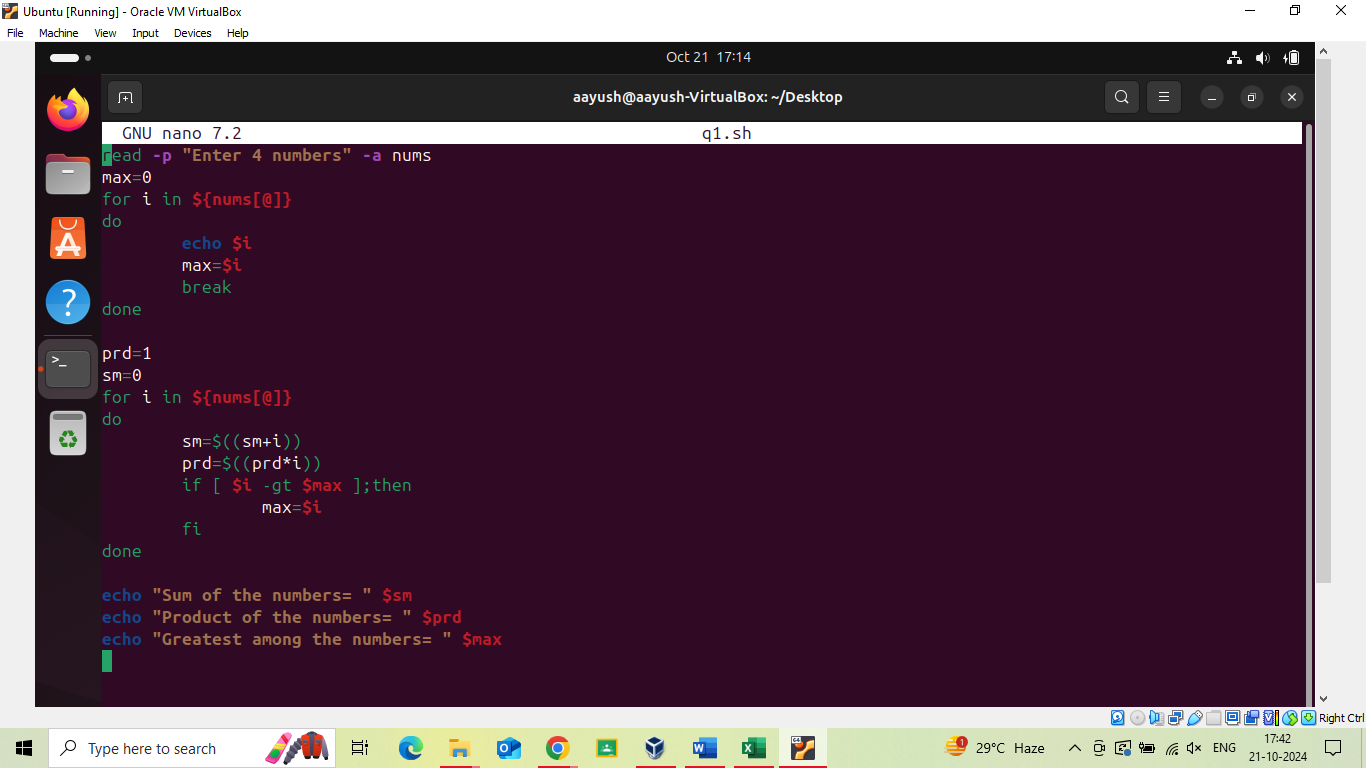 Ubuntu [Running] - Oracle VM VirtualBox
File Machine View Input Devices Help
Oct 21 17:14
aayush@aayush-VirtualBox: ~/Desktop
GNU nano 7.2 q1.sh
read -p "Enter 4 numbers" -a nums
max=0
for i in ${nums[@]}
do
echo $i
max=$i
break
done
prd=1
sm=0
for i in ${nums[@]}
do
sm=$((sm+i))
prd=$((prd*i))
if [ $i -gt $max ];then
max=$i
fi
done
echo "Sum of the numbers= " $sm
echo "Product of the numbers= " $prd
echo "Greatest among the numbers= " $max
Right Ctrl
Type here to search
29°C Haze
ENG
17:42
21-10-2024